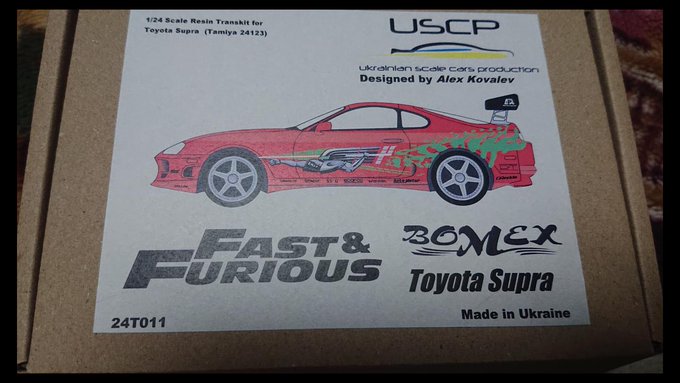 1/24 Scale Resin Transkit for
Toyota Supra (Tamiya 24123)
USCP
ukrainian scale cars production
Designed by Alex Kovalev
FAST &
FURIOUS
BOMEX
Toyota Supra
24T011
Made in Ukraine